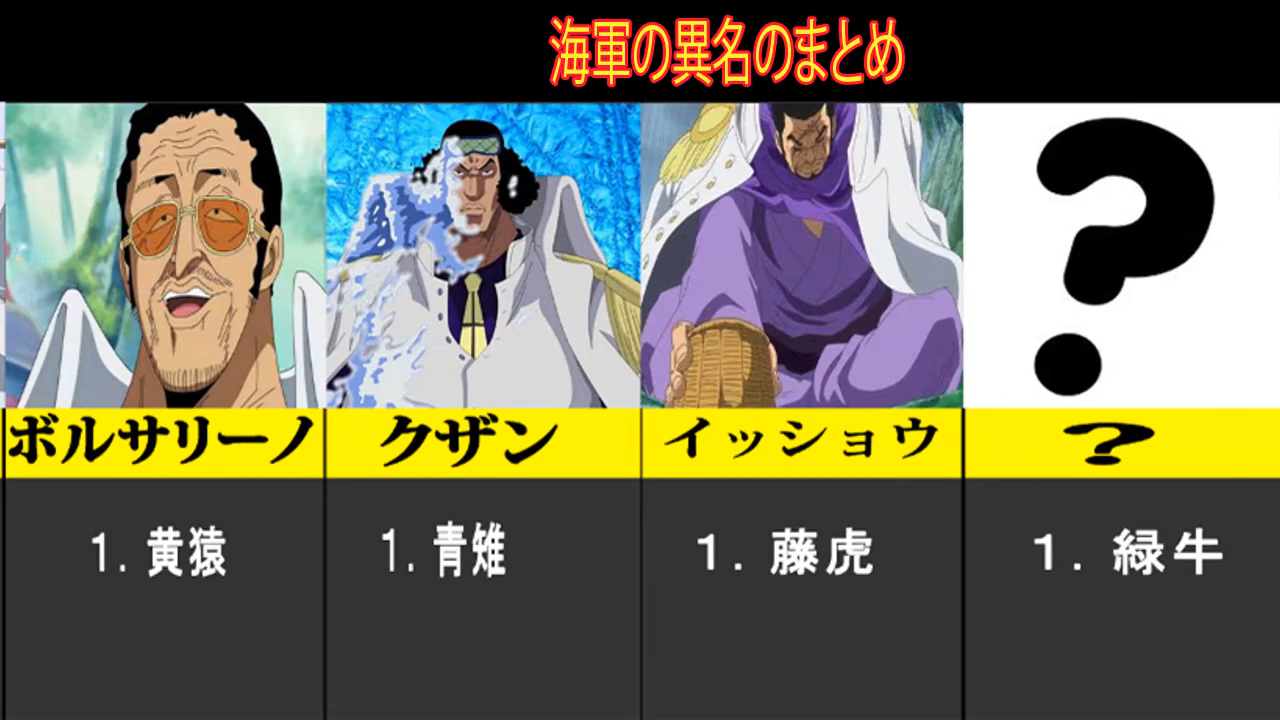 海軍の異名のまとめ
ボルサリーノ
クザン
イッショウ
?
1. 黄猿
1. 青雉
1. 藤虎
1. 緑牛